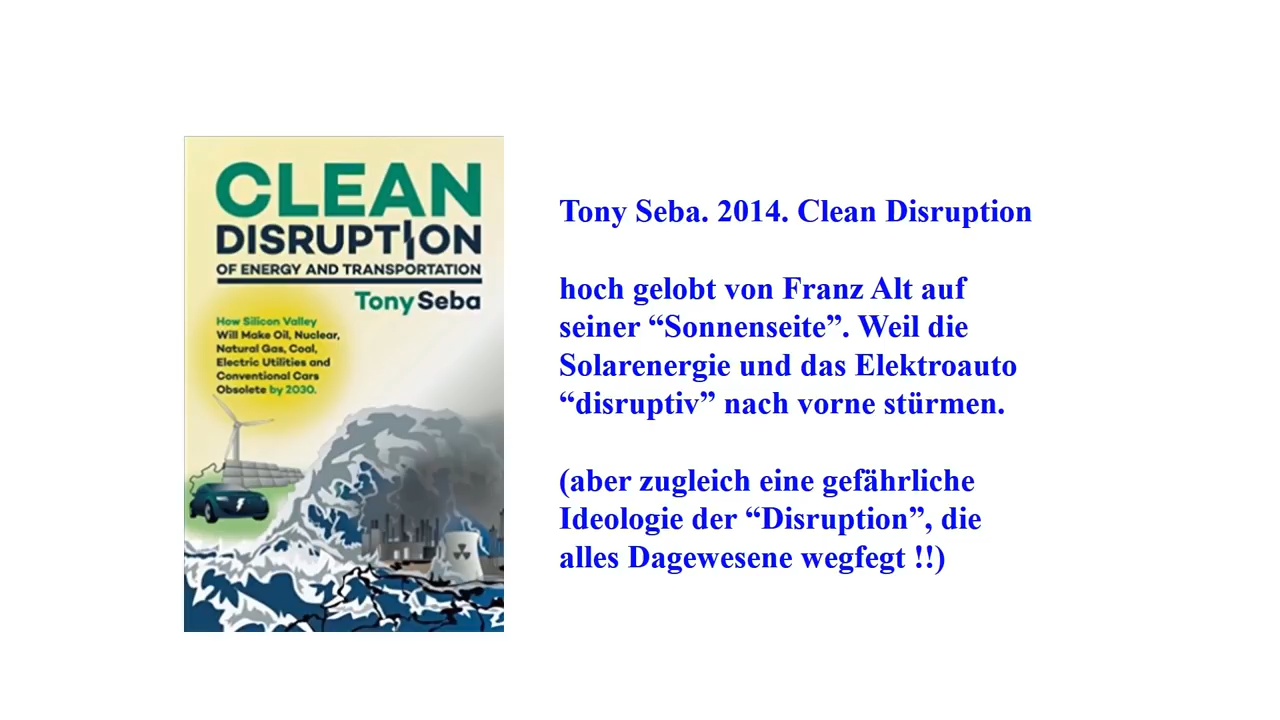 CLEAN
DISRUPTION
OF ENERGY AND TRANSPORTATION
Tony Seba
How Silicon Valley
Will Make Oil, Nuclear,
Natural Gas, Coal,
Electric Utilities and
Conventional Cars
Obsolete by 2030.
Tony Seba. 2014. Clean Disruption
hoch gelobt von Franz Alt auf
seiner “Sonnenseite”. Weil die
Solarenergie und das Elektroauto
“disruptiv” nach vorne stürmen.
(aber zugleich eine gefährliche
Ideologie der “Disruption”, die
alles Dagewesene wegfegt !!)